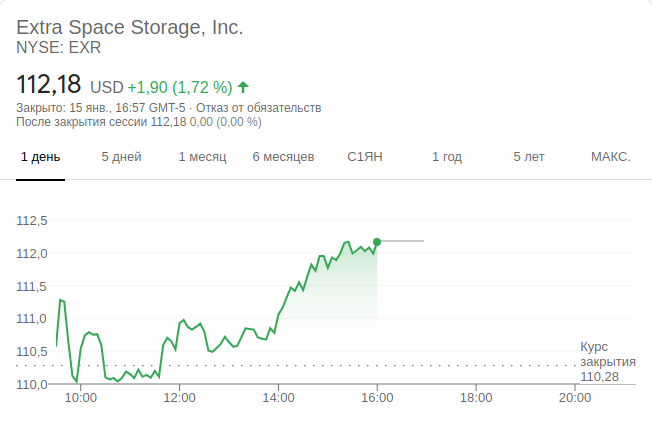 Extra Space Storage, Inc.
NYSE: EXR
112,18 USD +1,90 (1,72 %)
Закрыто: 15 янв., 16:57 GMT-5 · Отказ от обязательств
После закрытия сессии 112,18 0,00 (0,00 %)
1 день 5 дней 1 месяц 6 месяцев С1ЯН 1 год 5 лет МАКС.
112,5
112,0
111,5
111,0
110,5
110,0
Курс
закрытия
110,28
10:00 12:00 14:00 16:00 18:00 20:00